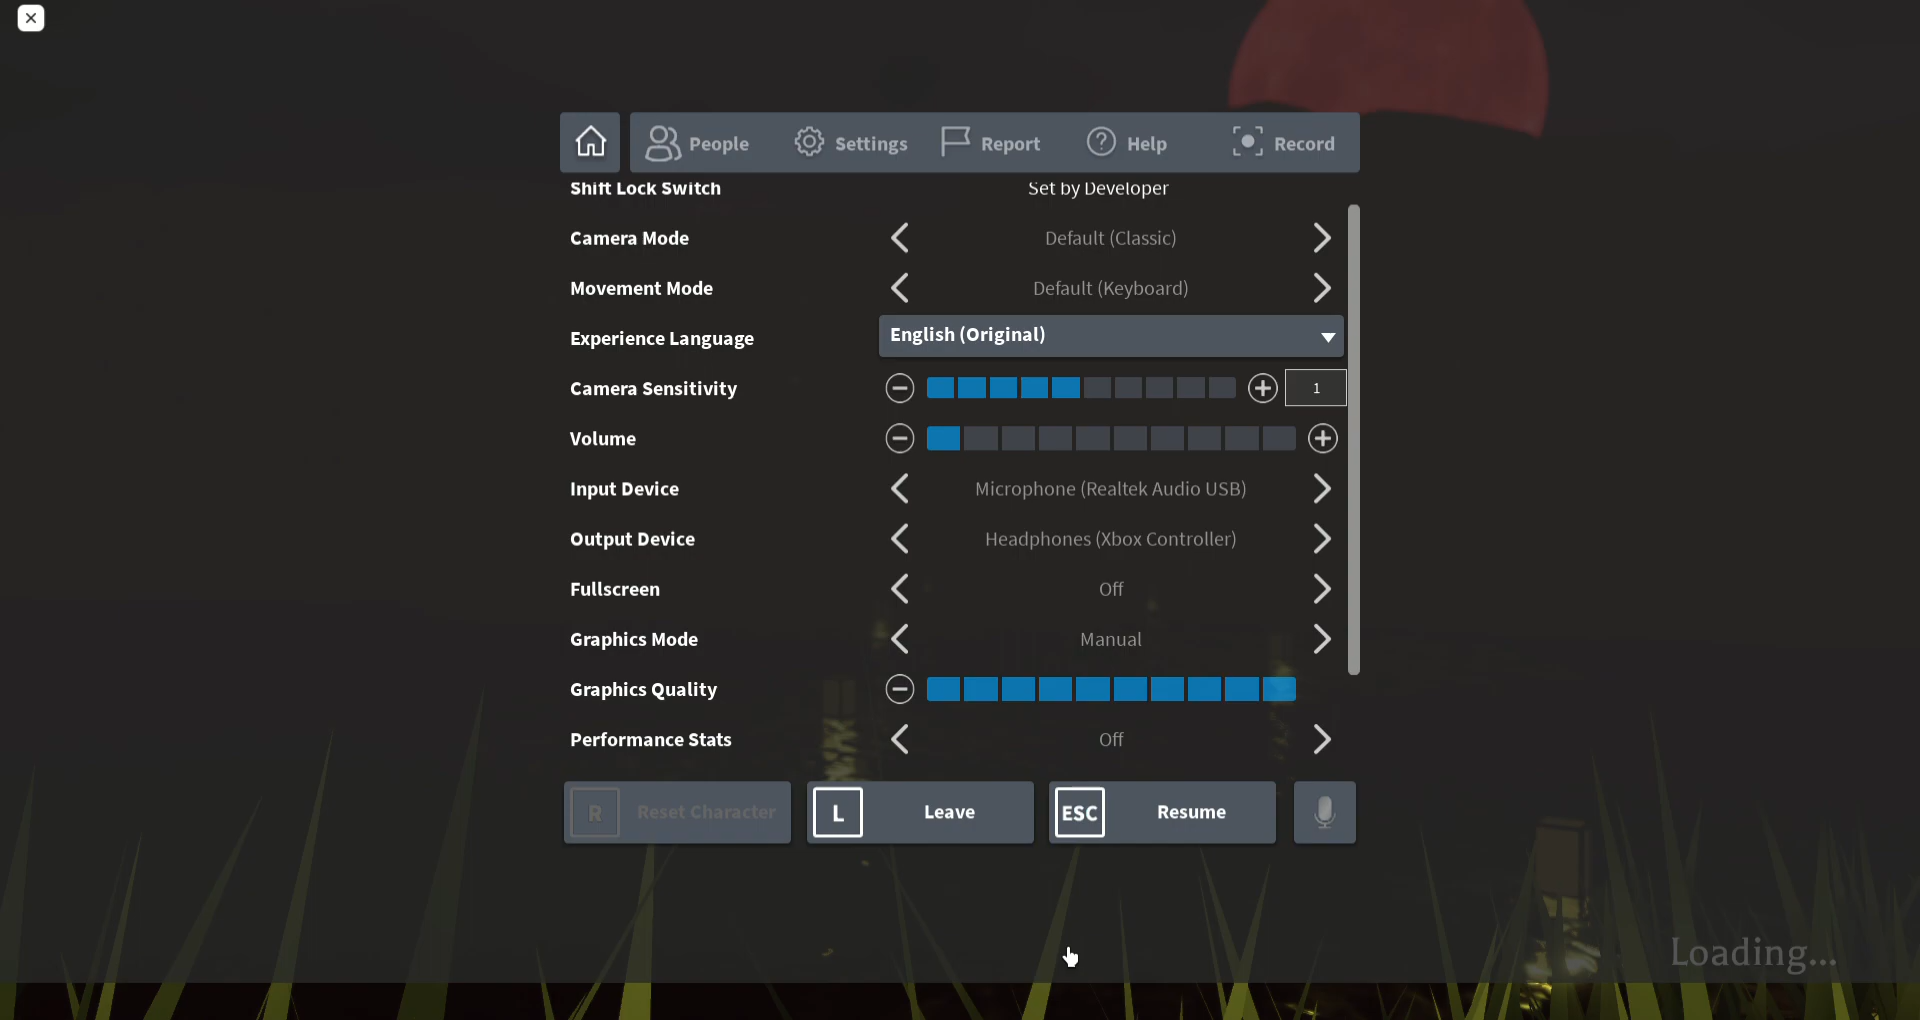 People Settings Report Help Record
Shift Lock Switch Set by Developer
Camera Mode Default (Classic)
Movement Mode Default (Keyboard)
Experience Language English (Original)
Camera Sensitivity 1
Volume
Input Device Microphone (Realtek Audio USB)
Output Device Headphones (Xbox Controller)
Fullscreen Off
Graphics Mode Manual
Graphics Quality
Performance Stats Off
R Reset Character L Leave ESC Resume
Loading...